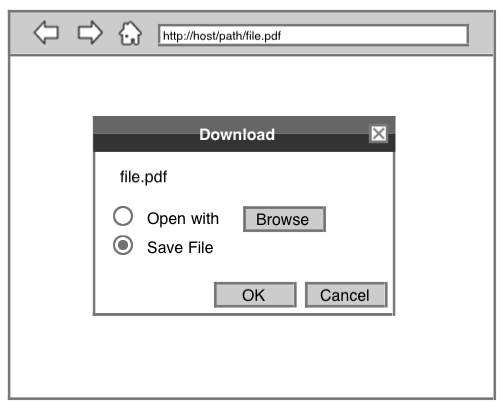 http://host/path/file.pdf
Download
file.pdf
Open with Browse
Save File
OK Cancel